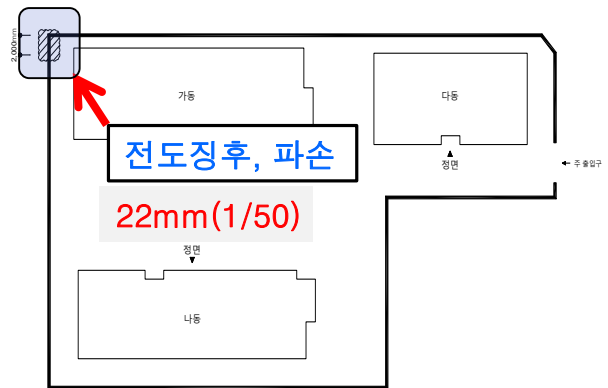 2,000mm
가동
다동
전도징후, 파손
정면
주 출입구
22mm(1/50)
정면
나동